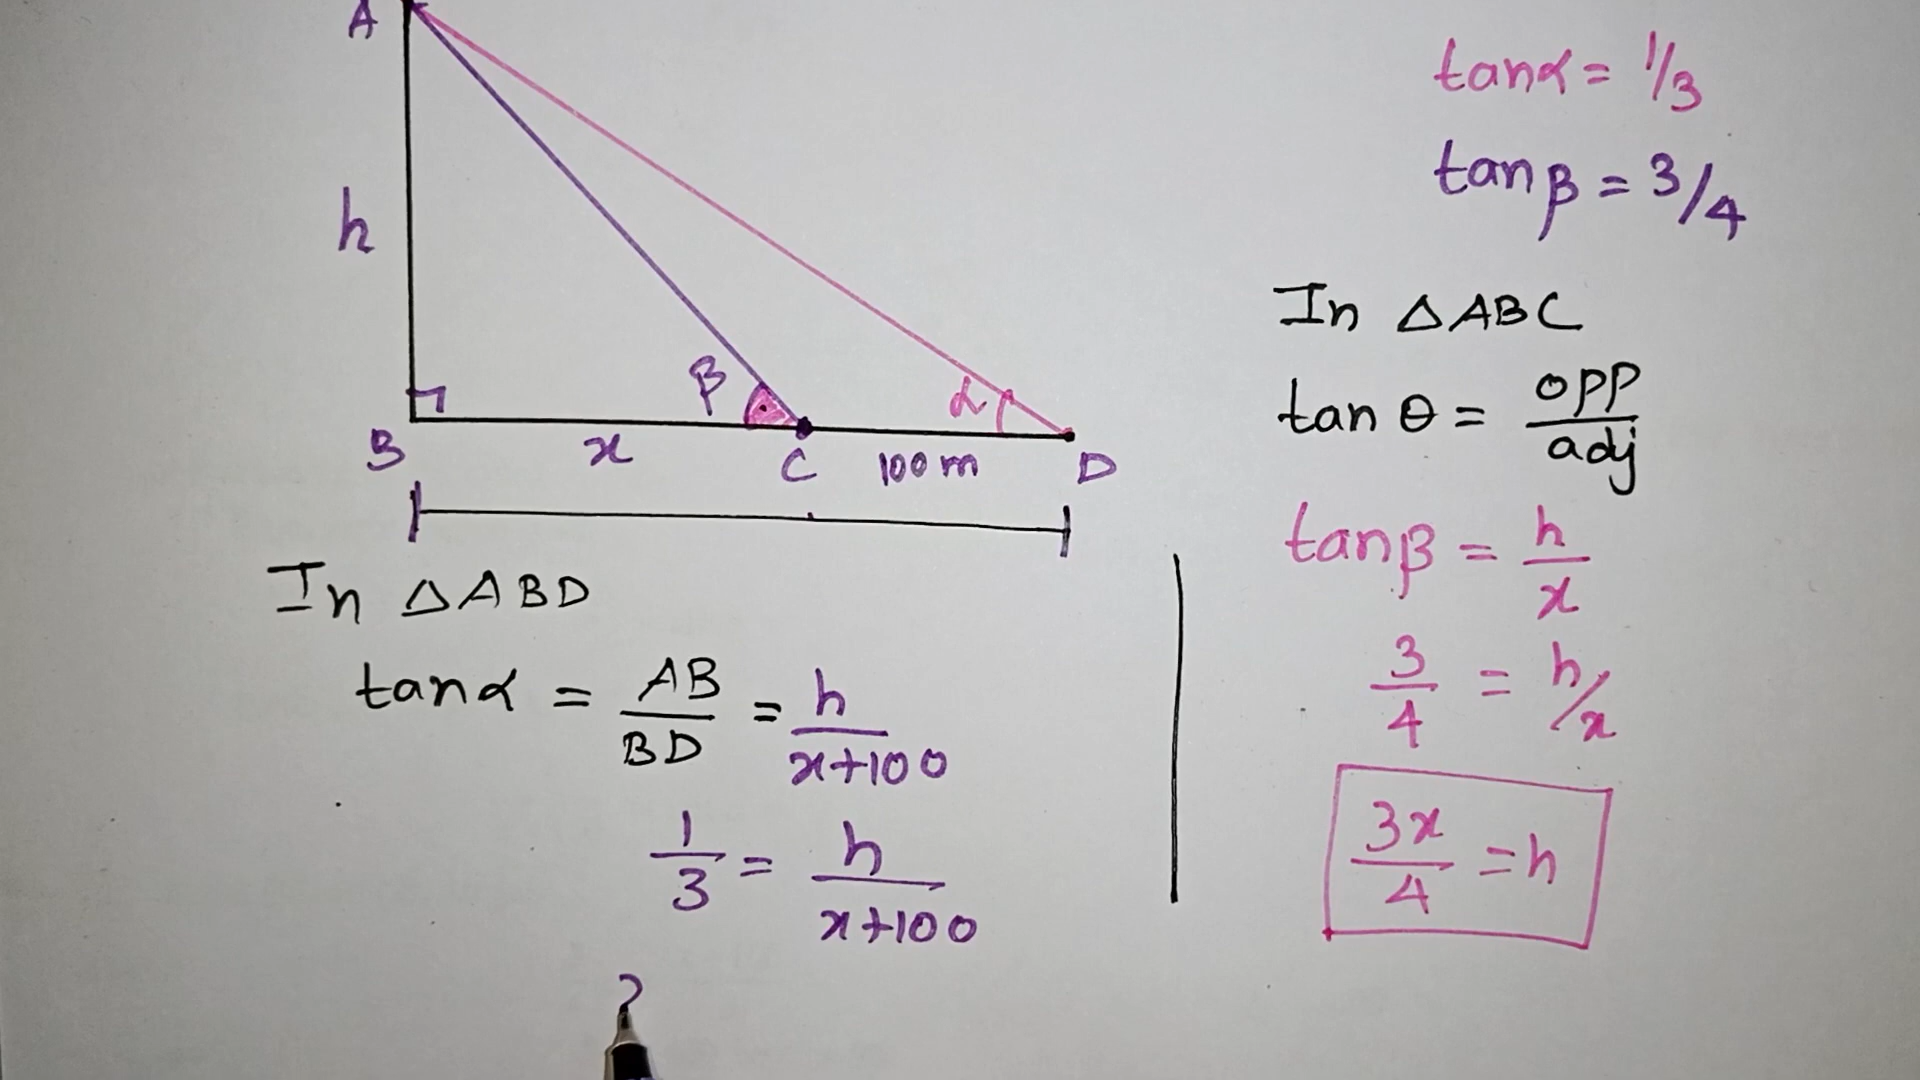 A
h
B
x
β
C
100 m
α
D
tanα = 1/3
tanβ = 3/4
In △ABC
tan θ = opp/adj
tanβ = h/x
3/4 = h/x
3x/4 = h
In △ABD
tanα = AB/BD = h/x+100
1/3 = h/x+100